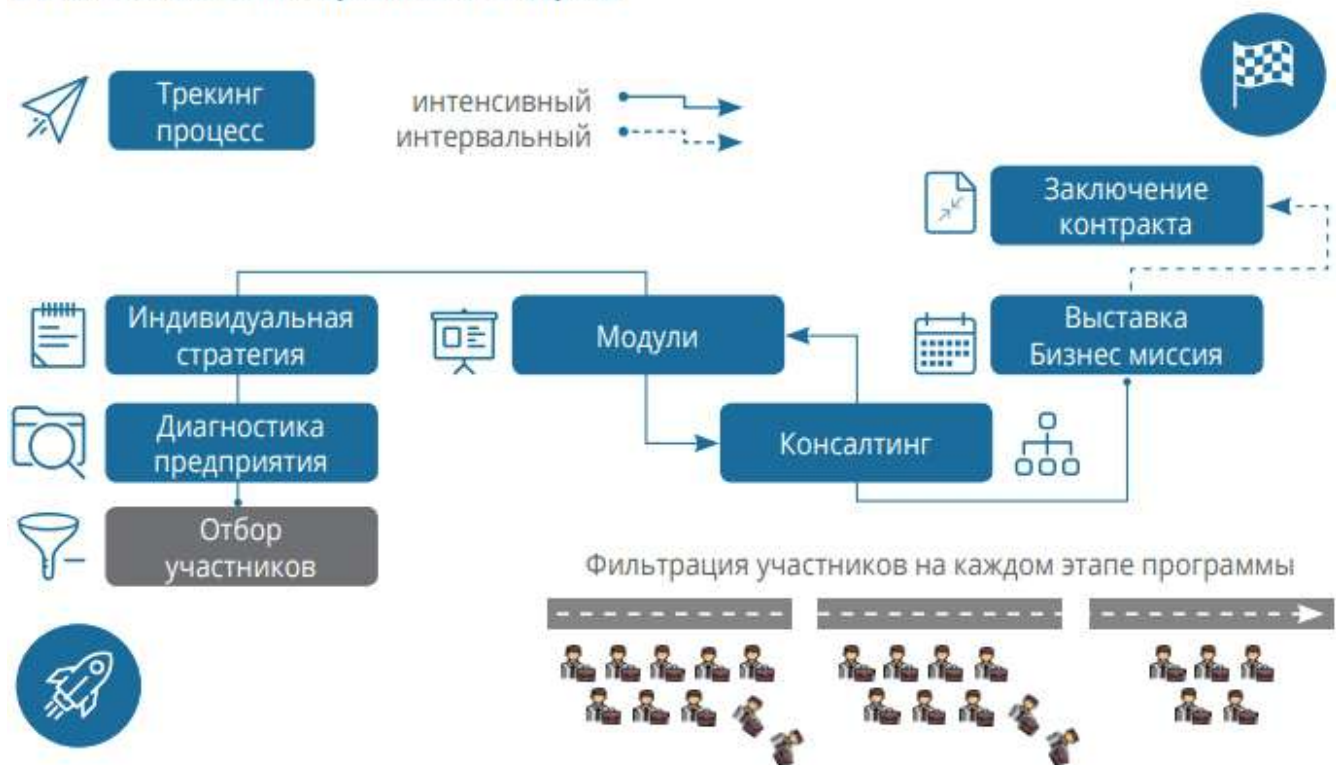 Трекинг
процесс
интенсивный
интервальный
Заключение
контракта
Индивидуальная
стратегия
Модули
Выставка
Бизнес миссия
Диагностика
предприятия
Консалтинг
Отбор
участников
Фильтрация участников на каждом этапе программы